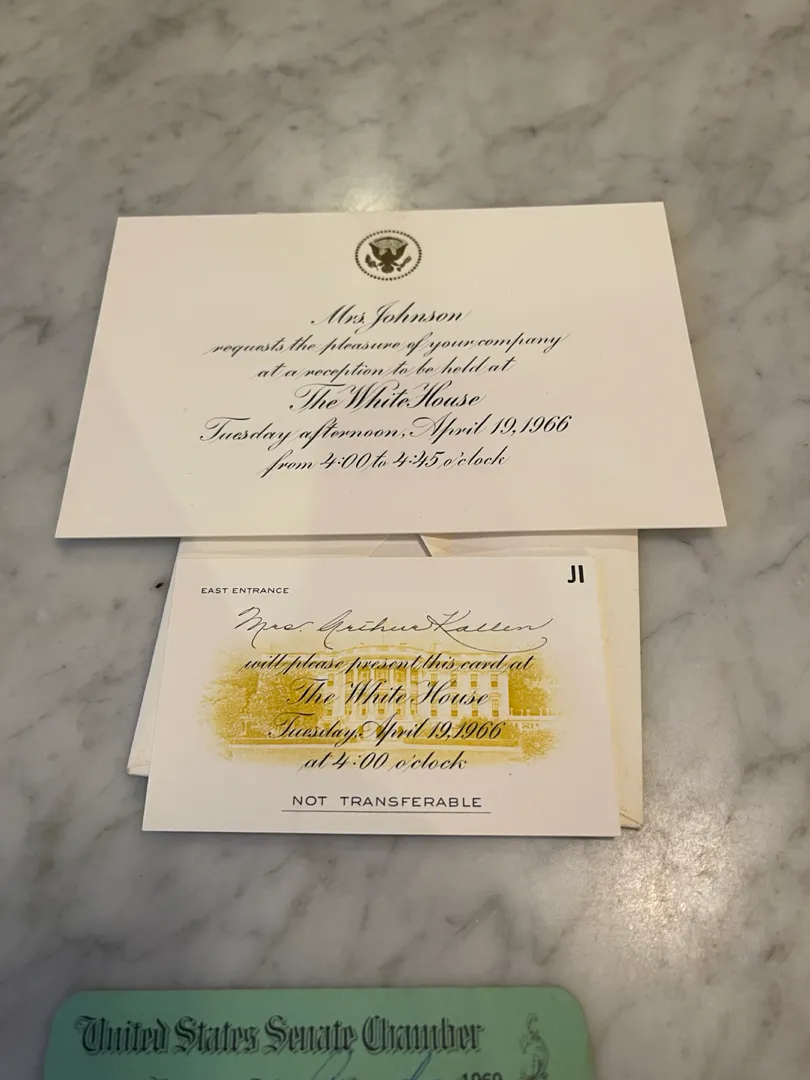 Mrs. Johnson
requests the pleasure of your company
at a reception to be held at
The White House
Tuesday afternoon, April 19, 1966
from 4:00 to 4:45 o'clock
EAST ENTRANCE
JI
Mrs. Arthur Kallen
will please present this card at
The White House
Tuesday, April 19, 1966
at 4:00 o'clock
NOT TRANSFERABLE
United States Senate Chamber